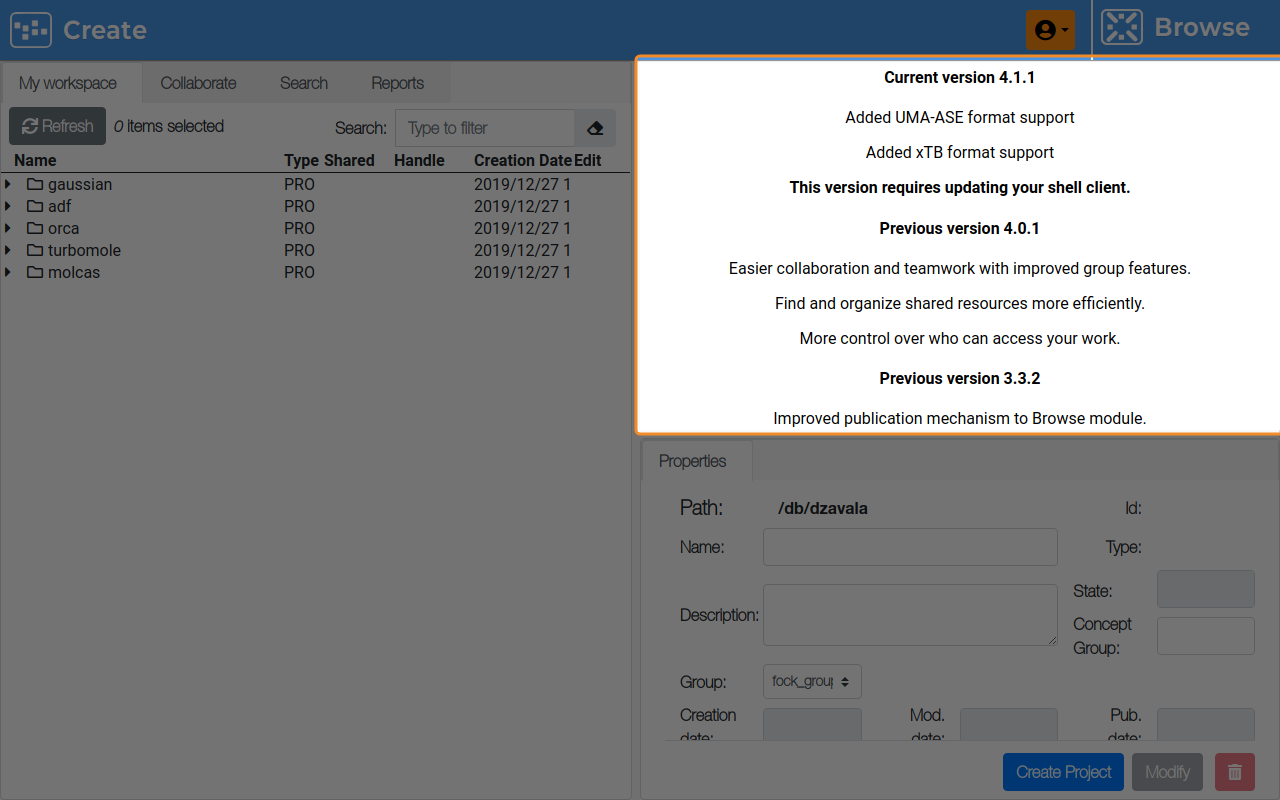 Create
Browse
My workspace
Collaborate
Search
Reports
Refresh
0 items selected
Search:
Type to filter
Name Type Shared Handle Creation Date Edit
gaussian PRO 2019/12/27 1
adf PRO 2019/12/27 1
orca PRO 2019/12/27 1
turbomole PRO 2019/12/27 1
molcas PRO 2019/12/27 1
Current version 4.1.1
Added UMA-ASE format support
Added xTB format support
This version requires updating your shell client.
Previous version 4.0.1
Easier collaboration and teamwork with improved group features.
Find and organize shared resources more efficiently.
More control over who can access your work.
Previous version 3.3.2
Improved publication mechanism to Browse module.
Properties
Path: /db/dzavala Id:
Name: Type:
Description: State:
Concept
Group:
Group: fock_group
Creation
date:
Mod.
date:
Pub.
date:
Create Project
Modify